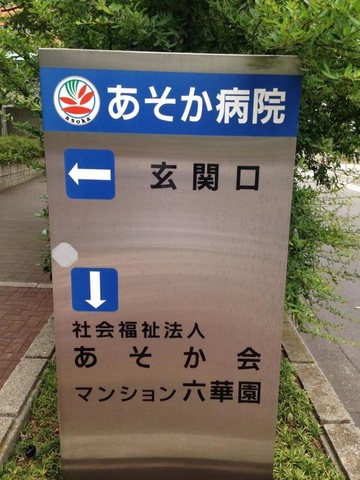 asoka
あそか病院
玄関口
社会福祉法人
あそか会
マンション六華園